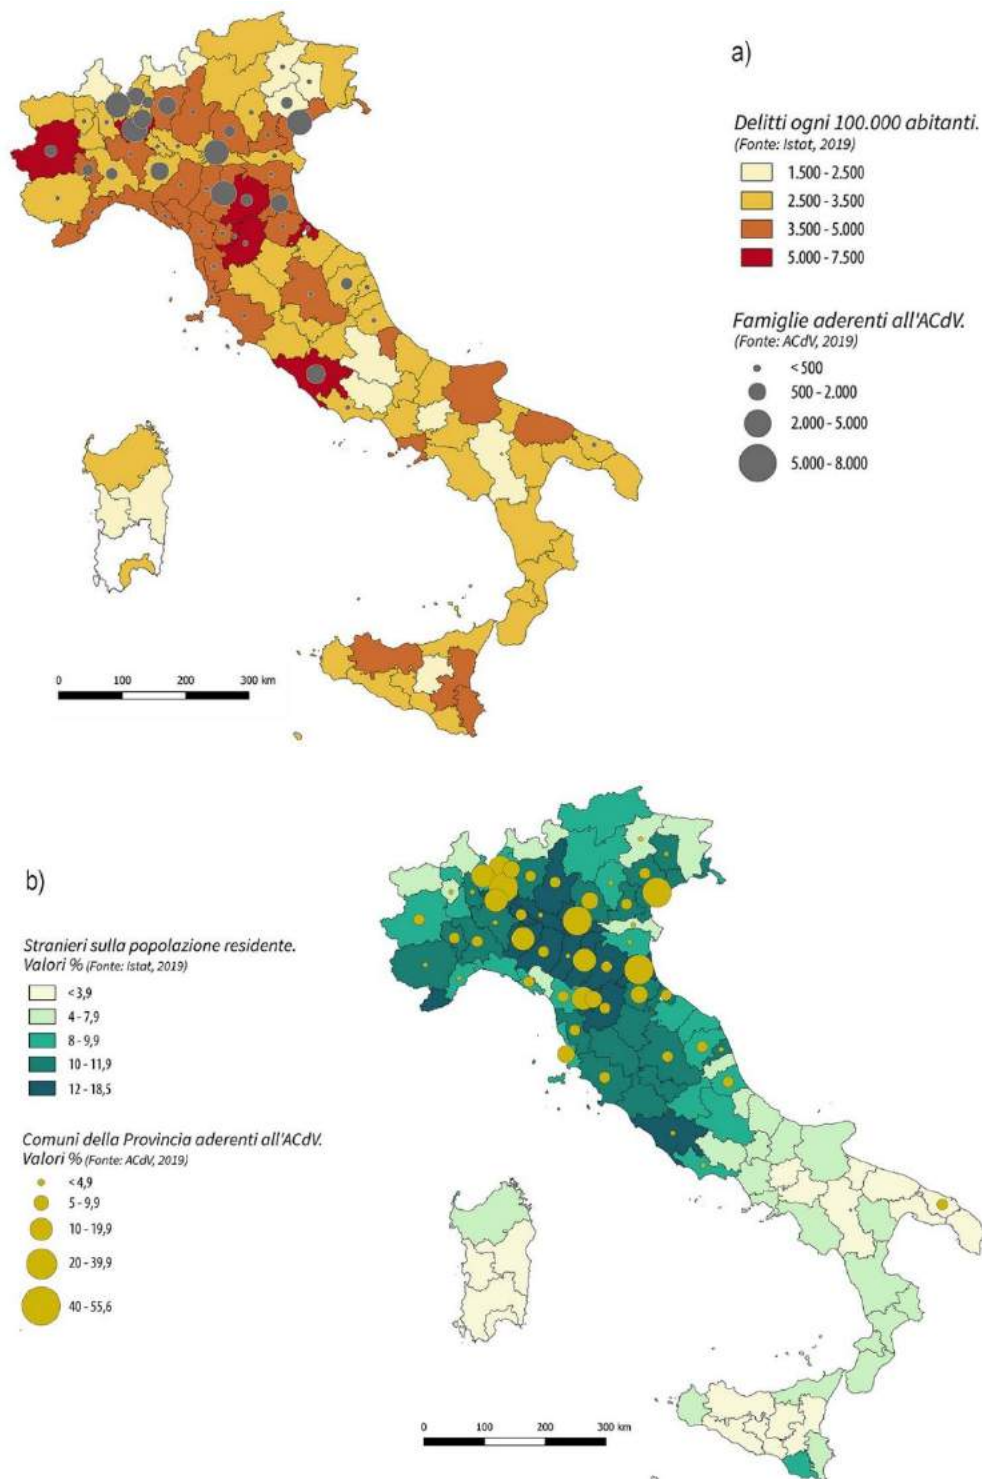 a)
Delitti ogni 100.000 abitanti.
(Fonte: Istat, 2019)
1.500 - 2.500
2.500 - 3.500
3.500 - 5.000
5.000 - 7.500
Famiglie aderenti all'ACdV.
(Fonte: ACdV, 2019)
< 500
500 - 2.000
2.000 - 5.000
5.000 - 8.000
0 100 200 300 km
b)
Stranieri sulla popolazione residente.
Valori % (Fonte: Istat, 2019)
< 3,9
4 - 7,9
8 - 9,9
10 - 11,9
12 - 18,5
Comuni della Provincia aderenti all'ACdV.
Valori % (Fonte: ACdV, 2019)
< 4,9
5 - 9,9
10 - 19,9
20 - 39,9
40 - 55,6
0 100 200 300 km